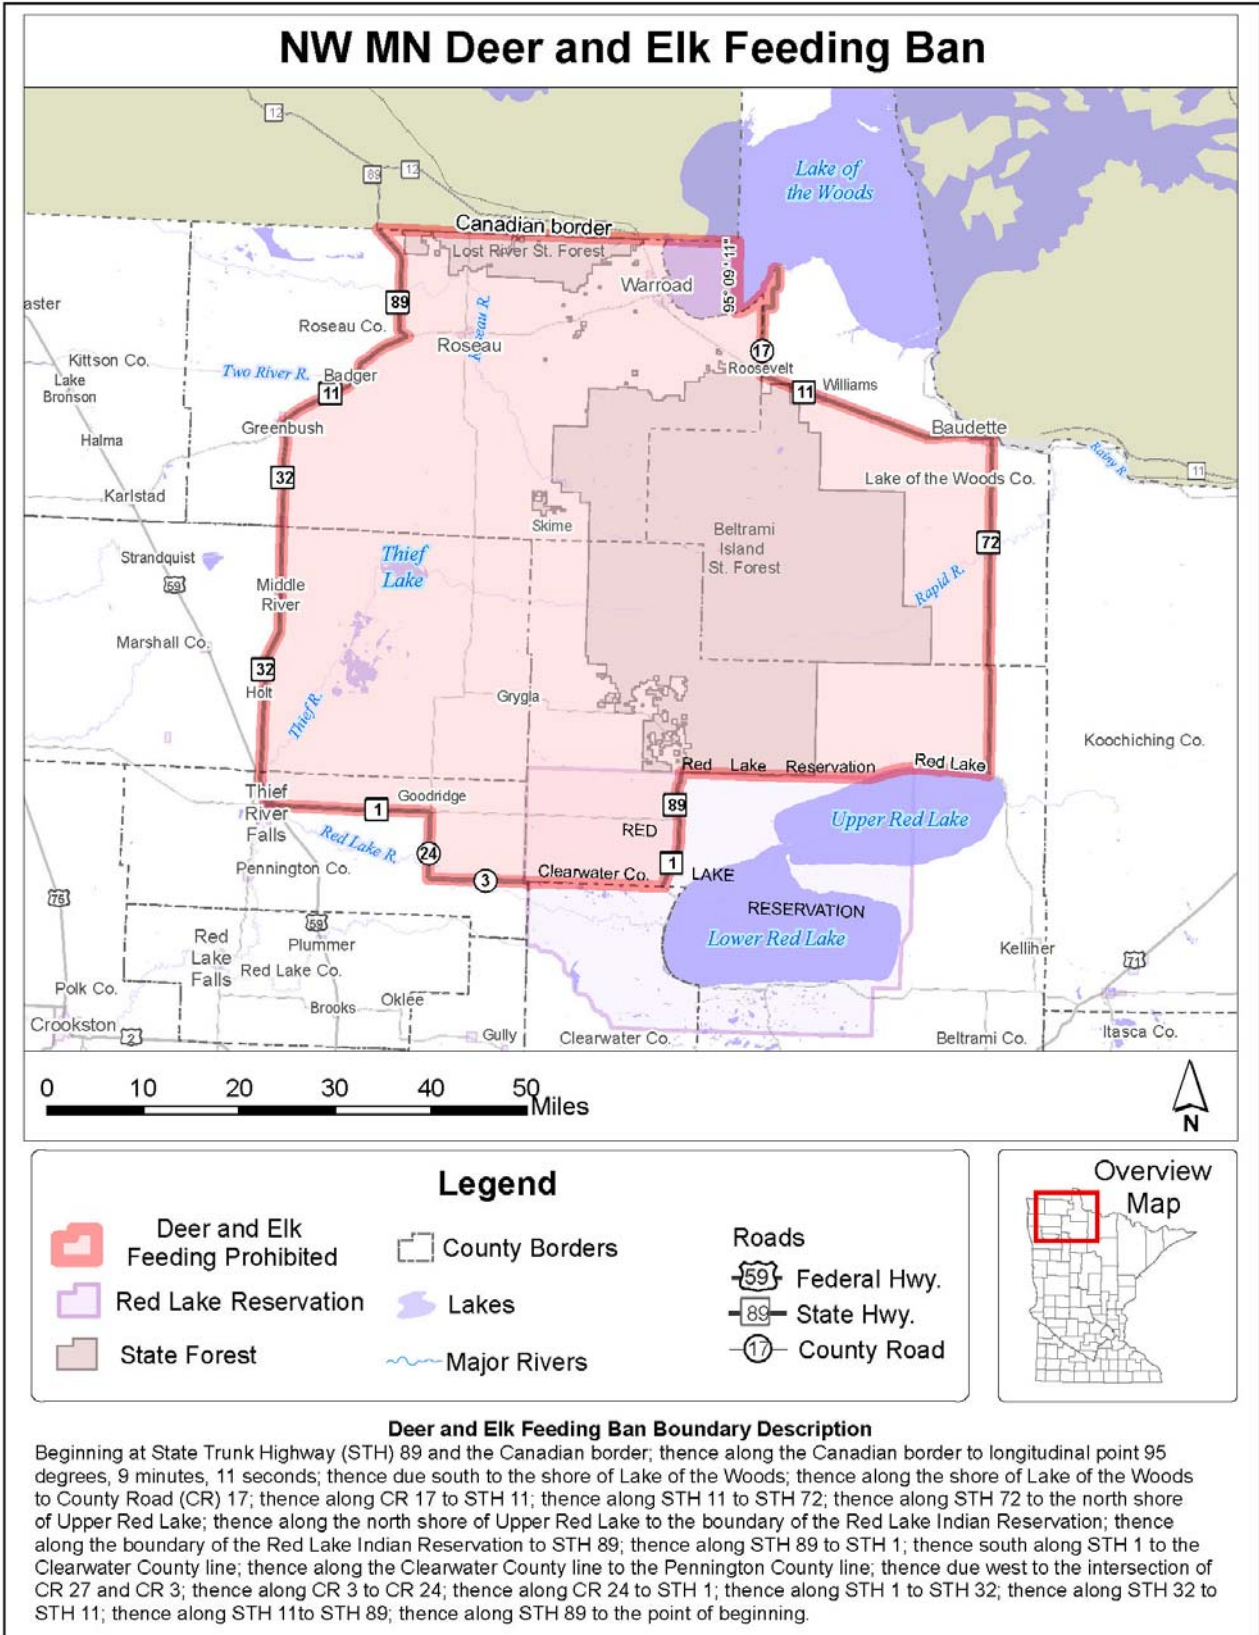 NW MN Deer and Elk Feeding Ban
12
89
12
Lake of
the Woods
Canadian border
Lost River St. Forest
Warroad
95° 09 ' 11"
aster
89
Roseau Co.
Roseau
17
Kittson Co.
Two River R.
Badger
Roosevelt
Lake
Bronson
11
11
Williams
Halma
Greenbush
Baudette
Rainy R.
11
32
Lake of the Woods Co.
Karlstad
Skime
Beltrami
Island
St. Forest
72
Strandquist
Thief
Lake
59
Middle
River
Rapid R.
Marshall Co.
32
Holt
Grygla
Thief R.
Koochiching Co.
Red Lake Reservation
Red Lake
Thief
River
Falls
Goodridge
1
89
Upper Red Lake
RED
Red Lake R.
24
Pennington Co.
3
Clearwater Co.
1
LAKE
RESERVATION
Lower Red Lake
59
Plummer
Red
Lake
Falls
Red Lake Co.
Kelliher
71
Polk Co.
Brooks
Oklee
Crookston
2
Gully
Clearwater Co.
Beltrami Co.
Itasca Co.
0 10 20 30 40 50
Miles
N
Legend
Deer and Elk
Feeding Prohibited
Red Lake Reservation
State Forest
County Borders
Lakes
Major Rivers
Roads
59 Federal Hwy.
89 State Hwy.
17 County Road
Overview
Map
Deer and Elk Feeding Ban Boundary Description
Beginning at State Trunk Highway (STH) 89 and the Canadian border; thence along the Canadian border to longitudinal point 95
degrees, 9 minutes, 11 seconds; thence due south to the shore of Lake of the Woods; thence along the shore of Lake of the Woods
to County Road (CR) 17; thence along CR 17 to STH 11; thence along STH 11 to STH 72; thence along STH 72 to the north shore
of Upper Red Lake; thence along the north shore of Upper Red Lake to the boundary of the Red Lake Indian Reservation; thence
along the boundary of the Red Lake Indian Reservation to STH 89; thence along STH 89 to STH 1; thence south along STH 1 to the
Clearwater County line; thence along the Clearwater County line to the Pennington County line; thence due west to the intersection of
CR 27 and CR 3; thence along CR 3 to CR 24; thence along CR 24 to STH 1; thence along STH 1 to STH 32; thence along STH 32 to
STH 11; thence along STH 11to STH 89; thence along STH 89 to the point of beginning.